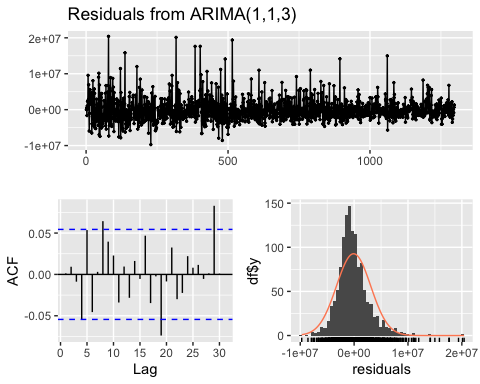 Residuals from ARIMA(1,1,3)
2e+07
1e+07
0e+00
-1e+07
0 500 1000
ACF
0.05
0.00
-0.05
0 5 10 15 20 25 30
Lag
df$y
150
100
50
0
-1e+07 0e+00 1e+07 2e+07
residuals